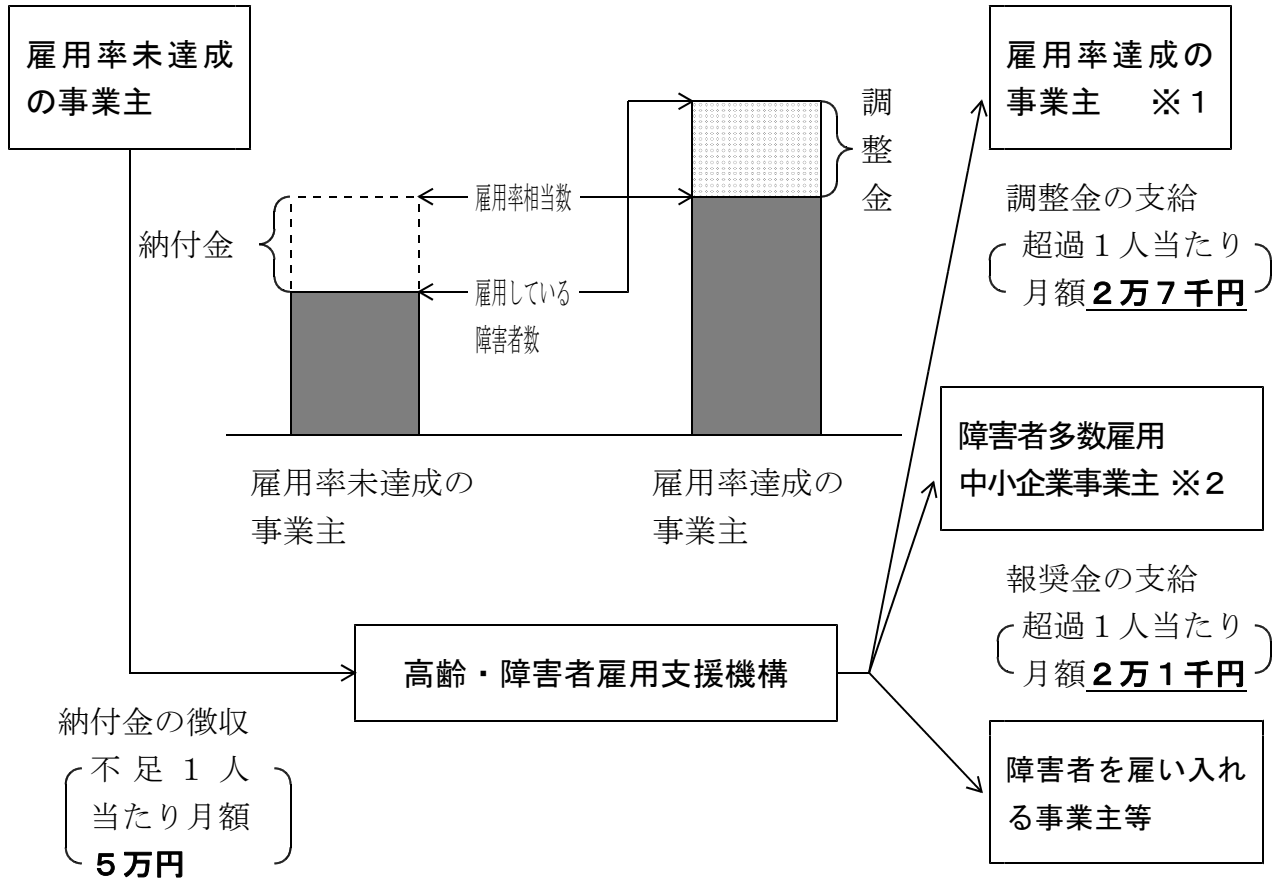 雇用率未達成
の事業主
納付金
雇用率相当数
雇用している
障害者数
調
整
金
雇用率未達成の
事業主
雇用率達成の
事業主
雇用率達成の
事業主 ※1
調整金の支給
超過1人当たり
月額2万7千円
障害者多数雇用
中小企業事業主 ※2
報奨金の支給
超過1人当たり
月額2万1千円
高齢・障害者雇用支援機構
納付金の徴収
不足1人
当たり月額
5万円
障害者を雇い入れ
る事業主等